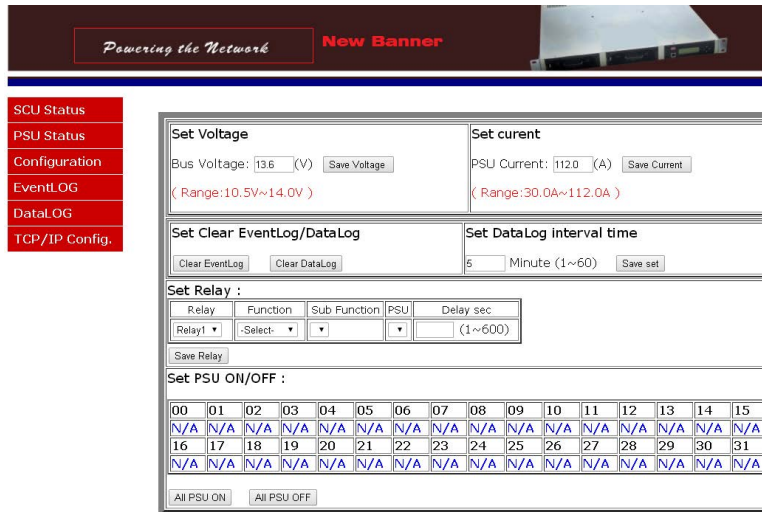 Powering the Network
New Banner
SCU Status
PSU Status
Configuration
EventLOG
DataLOG
TCP/IP Config.
Set Voltage
Bus Voltage: 13.6 (V) Save Voltage
( Range:10.5V~14.0V )
Set curent
PSU Current: 112.0 (A) Save Current
( Range:30.0A~112.0A )
Set Clear EventLog/DataLog
Clear EventLog Clear DataLog
Set DataLog interval time
5 Minute (1~60) Save set
Set Relay :
Relay Function Sub Function PSU Delay sec
Relay1 -Select- (1~600)
Save Relay
Set PSU ON/OFF :
00 01 02 03 04 05 06 07 08 09 10 11 12 13 14 15
N/A N/A N/A N/A N/A N/A N/A N/A N/A N/A N/A N/A N/A N/A N/A N/A
16 17 18 19 20 21 22 23 24 25 26 27 28 29 30 31
N/A N/A N/A N/A N/A N/A N/A N/A N/A N/A N/A N/A N/A N/A N/A N/A
All PSU ON All PSU OFF